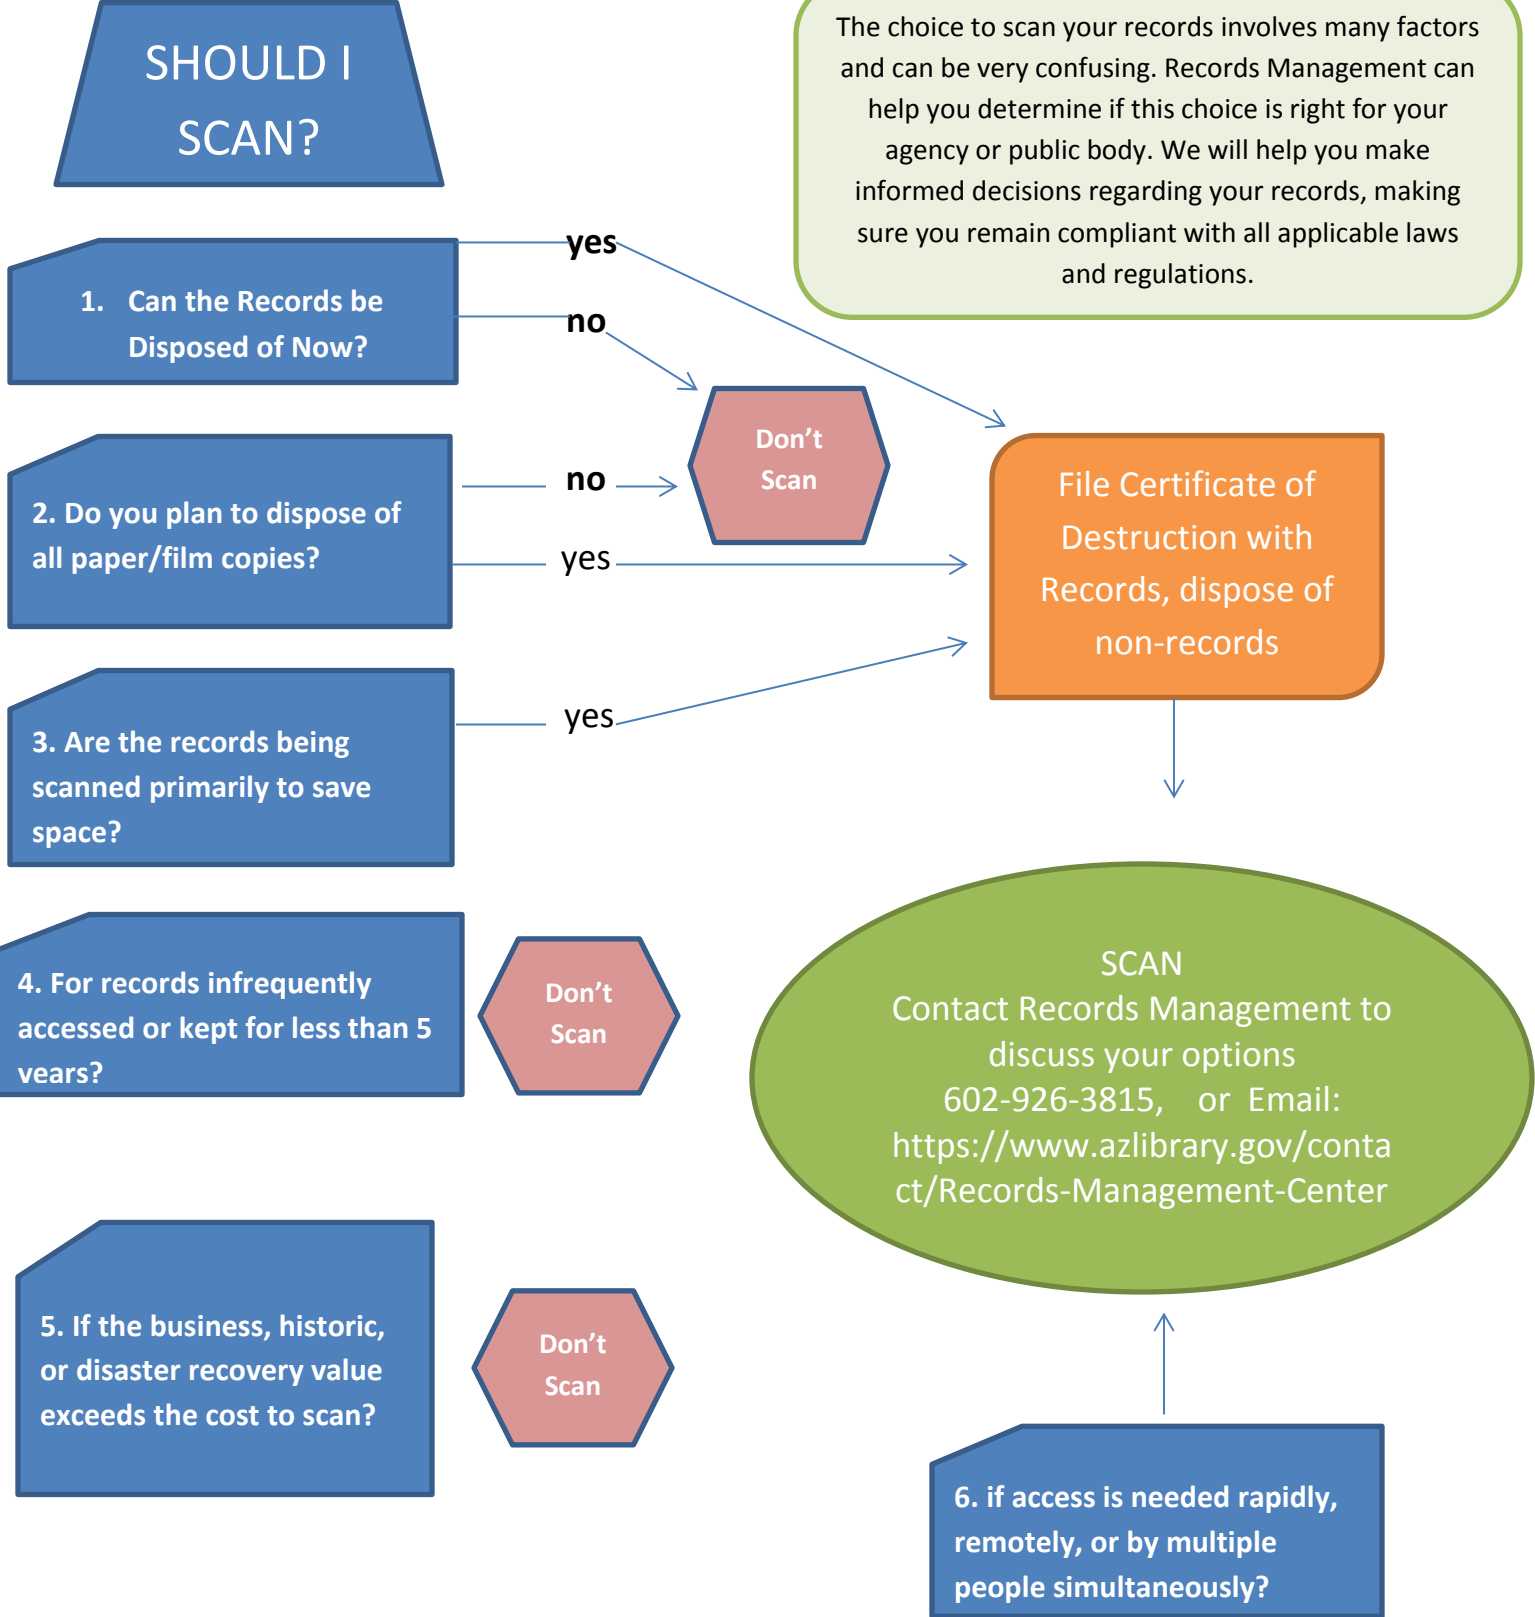 SHOULD I
SCAN?
The choice to scan your records involves many factors
and can be very confusing. Records Management can
help you determine if this choice is right for your
agency or public body. We will help you make
informed decisions regarding your records, making
sure you remain compliant with all applicable laws
and regulations.
1. Can the Records be
Disposed of Now?
yes
no
Don't
Scan
2. Do you plan to dispose of
all paper/film copies?
no
yes
File Certificate of
Destruction with
Records, dispose of
non-records
3. Are the records being
scanned primarily to save
space?
yes
4. For records infrequently
accessed or kept for less than 5
years?
Don't
Scan
SCAN
Contact Records Management to
discuss your options
602-926-3815, or Email:
https://www.azlibrary.gov/conta
ct/Records-Management-Center
5. If the business, historic,
or disaster recovery value
exceeds the cost to scan?
Don't
Scan
6. if access is needed rapidly,
remotely, or by multiple
people simultaneously?